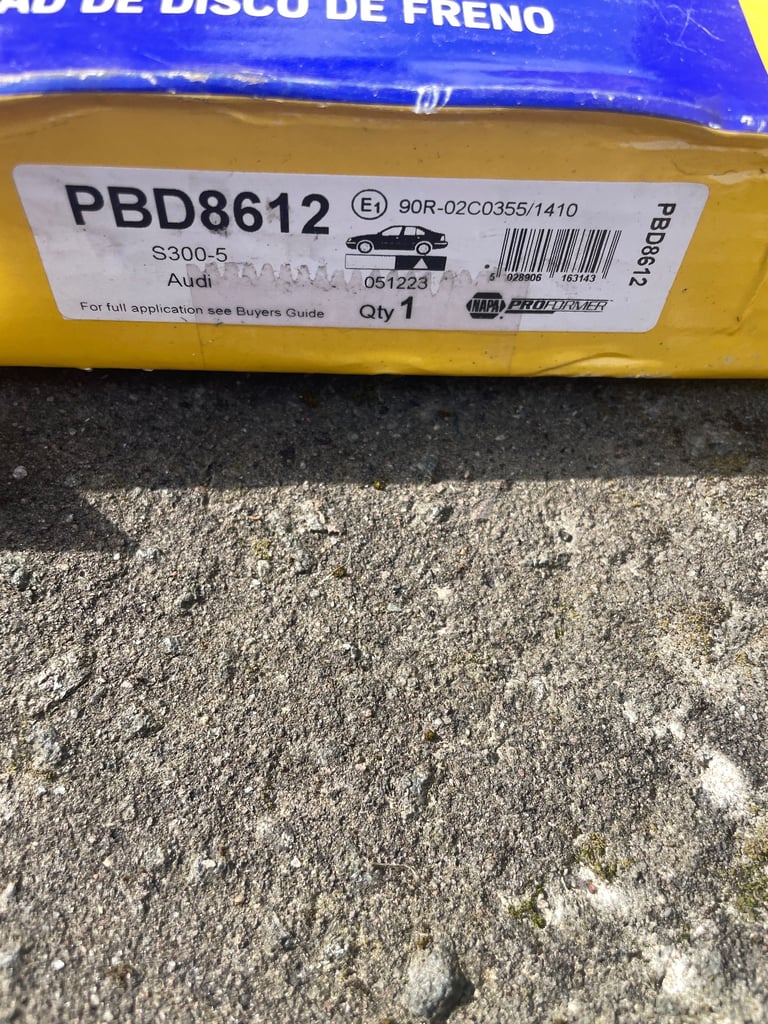 AD DE DISCO DE FRENO
PBD8612
E1 90R-02C0355/1410
S300-5
Audi
051223
5 028906 163143
For full application see Buyers Guide
Qty 1
NAPA PROFORMER
PBD8612